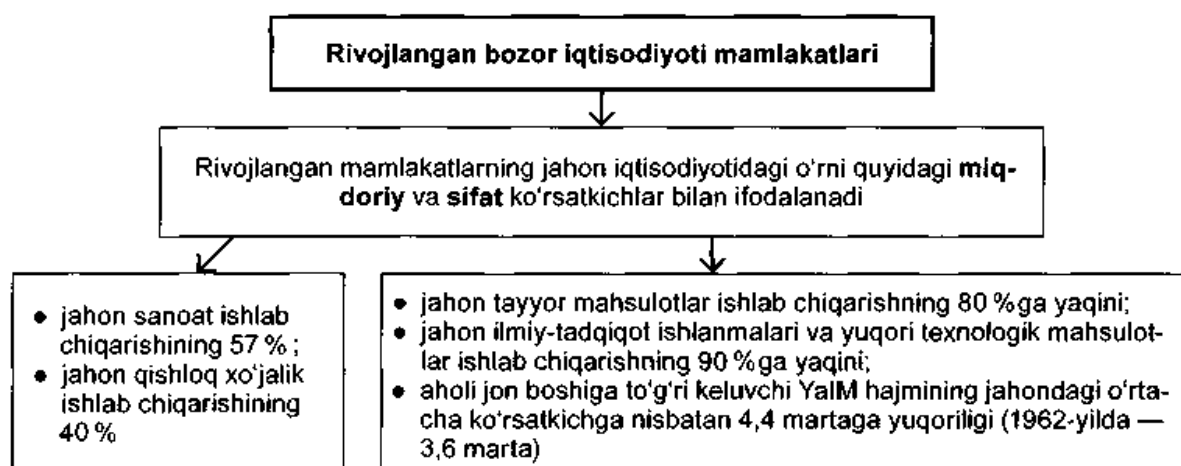 Rivojlangan bozor iqtisodiyoti mamlakatlari
Rivojlangan mamlakatlarning jahon iqtisodiyotidagi o‘rni quyidagi miq-
doriy va sifat ko‘rsatkichlar bilan ifodalanadi
• jahon sanoat ishlab
chiqarishining 57 % ;
• jahon qishloq xo‘jalik
ishlab chiqarishining
40 %
• jahon tayyor mahsulotlar ishlab chiqarishning 80 %ga yaqini;
• jahon ilmiy-tadqiqot ishlanmalari va yuqori texnologik mahsulot-
lar ishlab chiqarishning 90 %ga yaqini;
• aholi jon boshiga to‘g‘ri keluvchi YaIM hajmining jahondagi o‘rta-
cha ko‘rsatkichga nisbatan 4,4 martaga yuqoriligi (1962-yilda —
3,6 marta)